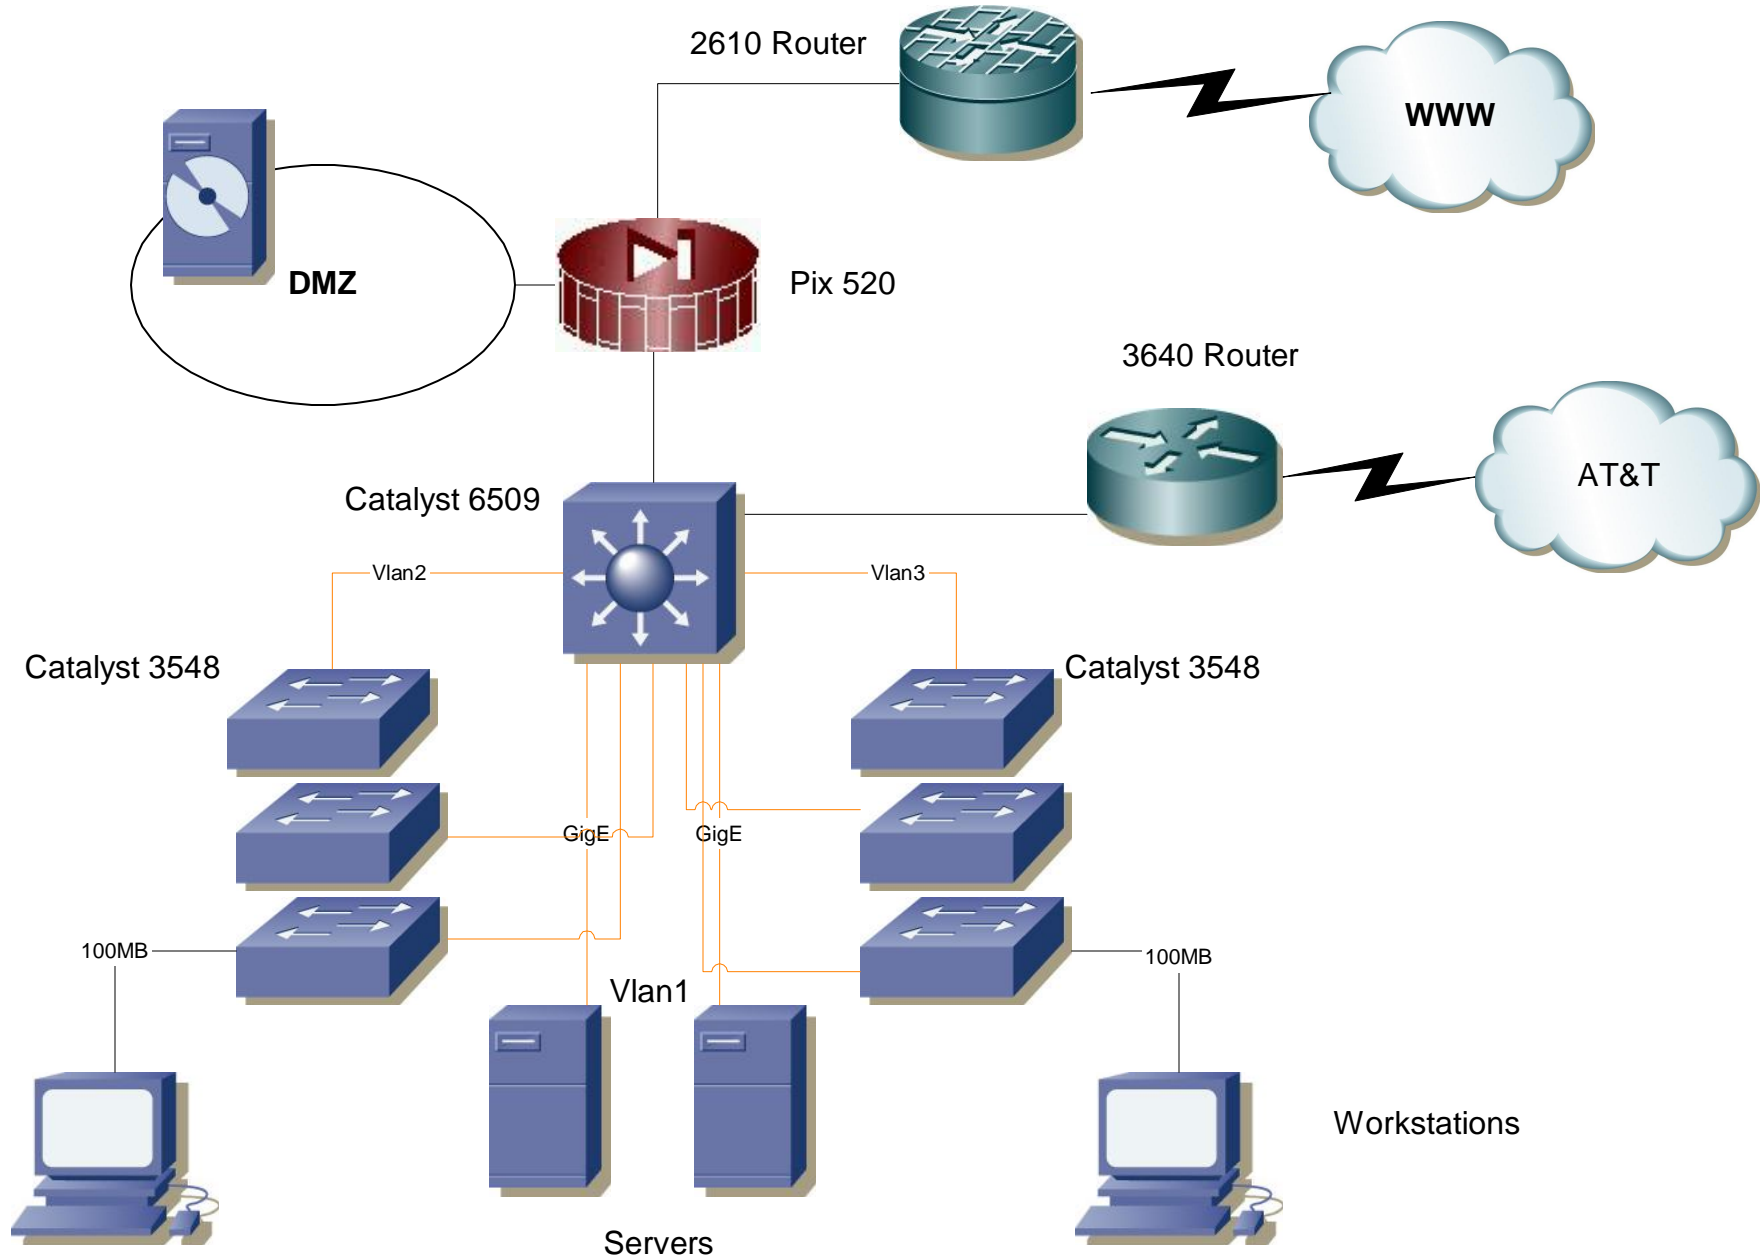 2610 Router
WWW
DMZ
Pix 520
3640 Router
AT&T
Catalyst 6509
Vlan2
Vlan3
Catalyst 3548
Catalyst 3548
GigE
GigE
100MB
100MB
Vlan1
Workstations
Servers